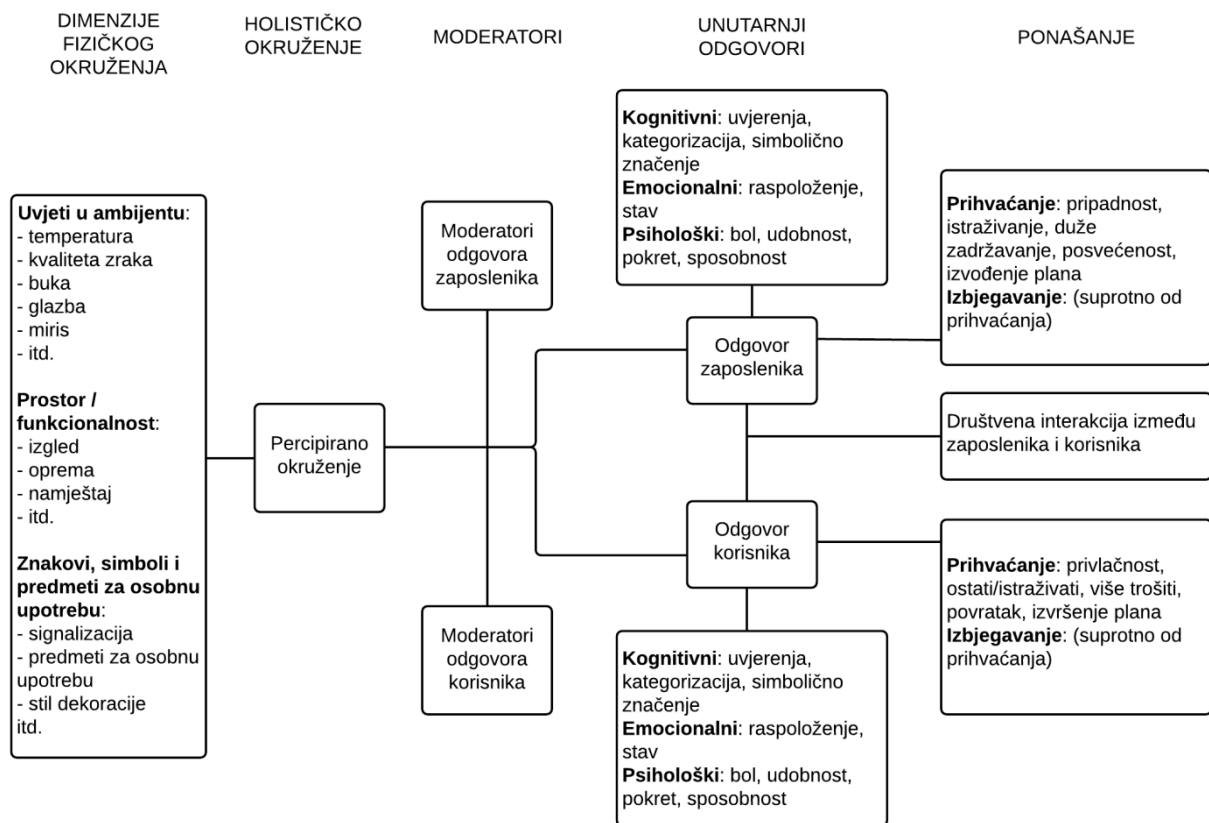 DIMENZIJE
FIZIČKOG
OKRUŽENJA
HOLISTIČKO
OKRUŽENJE
MODERATORI
UNUTARNJI
ODGOVORI
PONAŠANJE
Uvjeti u ambijentu:
- temperatura
- kvaliteta zraka
- buka
- glazba
- miris
- itd.
Prostor /
funkcionalnost:
- izgled
- oprema
- namještaj
- itd.
Znakovi, simboli i
predmeti za osobnu
upotrebu:
- signalizacija
- predmeti za osobnu
upotrebu
- stil dekoracije
itd.
Percipirano
okruženje
Moderatori
odgovora
zaposlenika
Moderatori
odgovora
korisnika
Kognitivni: uvjerenja,
kategorizacija, simbolično
značenje
Emocionalni: raspoloženje,
stav
Psihološki: bol, udobnost,
pokret, sposobnost
Odgovor
zaposlenika
Odgovor
korisnika
Kognitivni: uvjerenja,
kategorizacija, simbolično
značenje
Emocionalni: raspoloženje,
stav
Psihološki: bol, udobnost,
pokret, sposobnost
Prihvaćanje: pripadnost,
istraživanje, duže
zadržavanje, posvećenost,
izvođenje plana
Izbjegavanje: (suprotno od
prihvaćanja)
Društvena interakcija između
zaposlenika i korisnika
Prihvaćanje: privlačnost,
ostati/istraživati, više trošiti,
povratak, izvršenje plana
Izbjegavanje: (suprotno od
prihvaćanja)